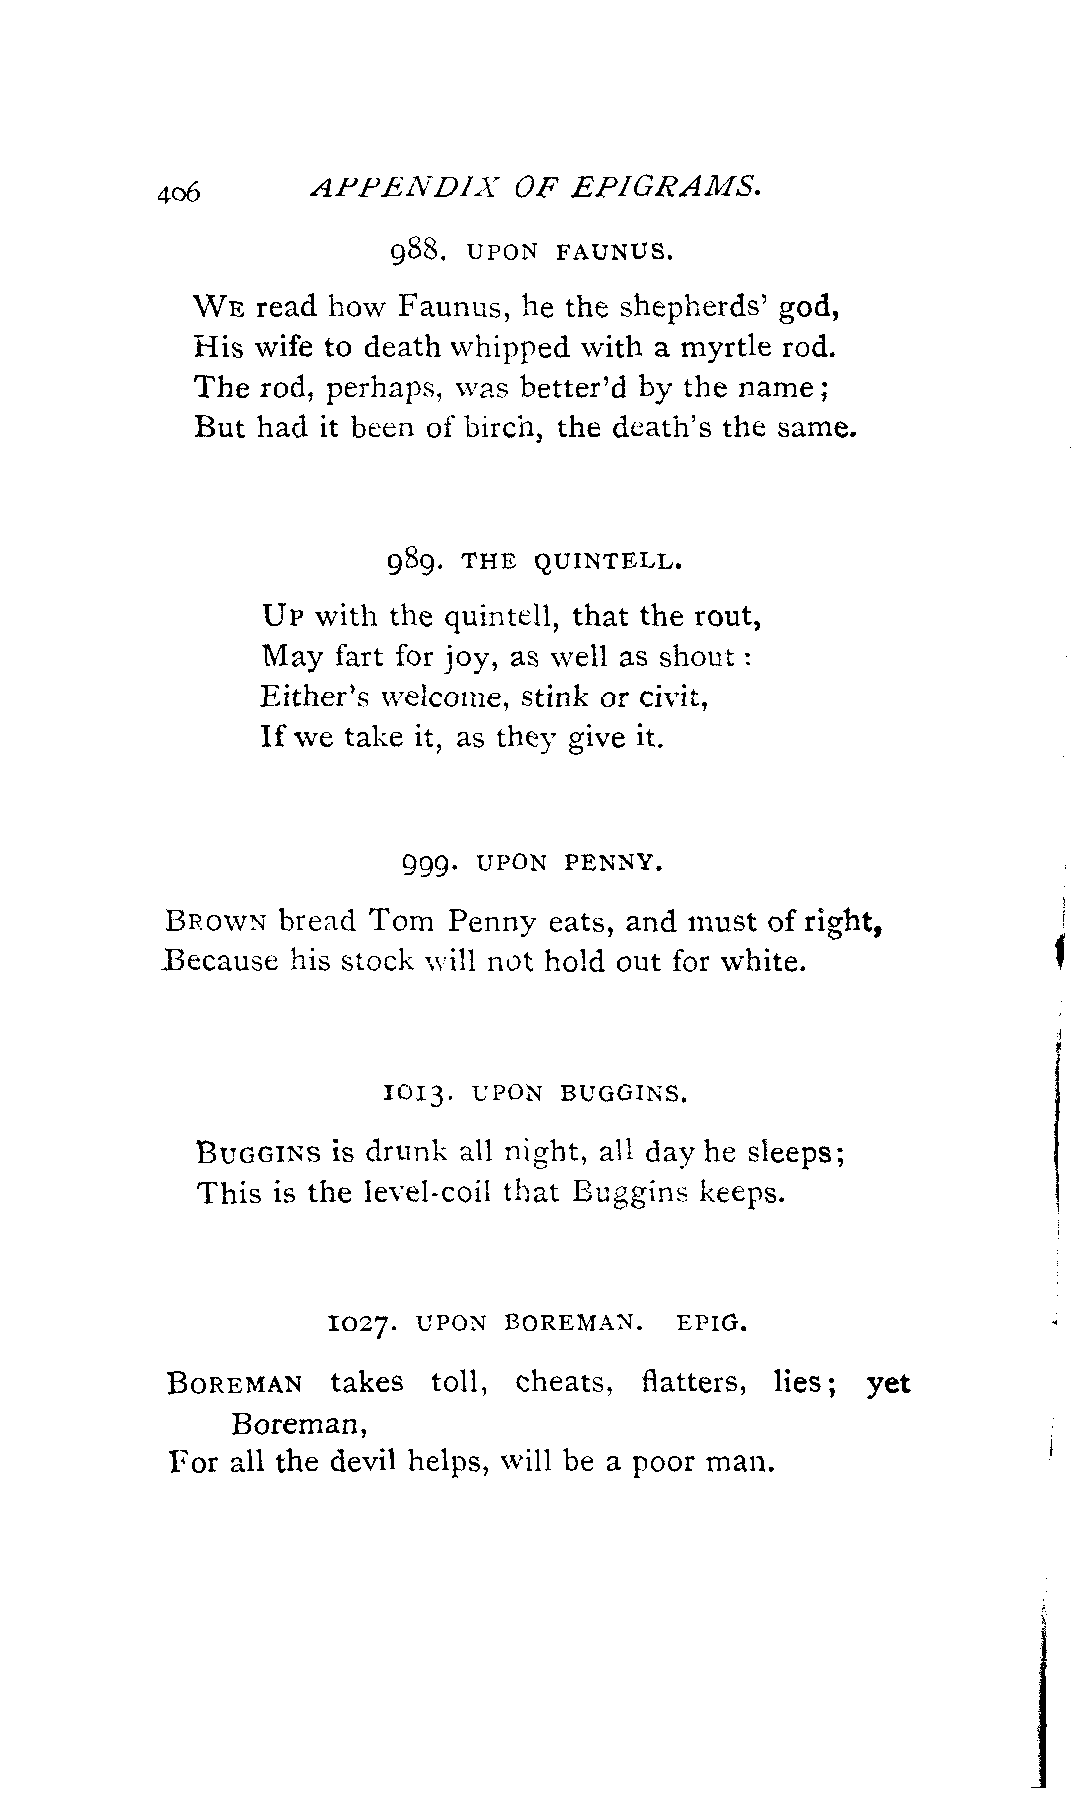 406 APPENDIX OF EPIGRAMS.
988. UPON FAUNUS.
WE read how Faunus, he the shepherds' god,
His wife to death whipped with a myrtle rod.
The rod, perhaps, was better'd by the name;
But had it been of birch, the death's the same.
989. THE QUINTELL.
UP with the quintell, that the rout,
May fart for joy, as well as shout:
Either's welcome, stink or civit,
If we take it, as they give it.
999. UPON PENNY.
BROWN bread Tom Penny eats, and must of right,
Because his stock will not hold out for white.
1013. UPON BUGGINS.
BUGGINS is drunk all night, all day he sleeps;
This is the level-coil that Buggins keeps.
1027. UPON BOREMAN. EPIG.
BOREMAN takes toll, cheats, flatters, lies; yet
Boreman,
For all the devil helps, will be a poor man.